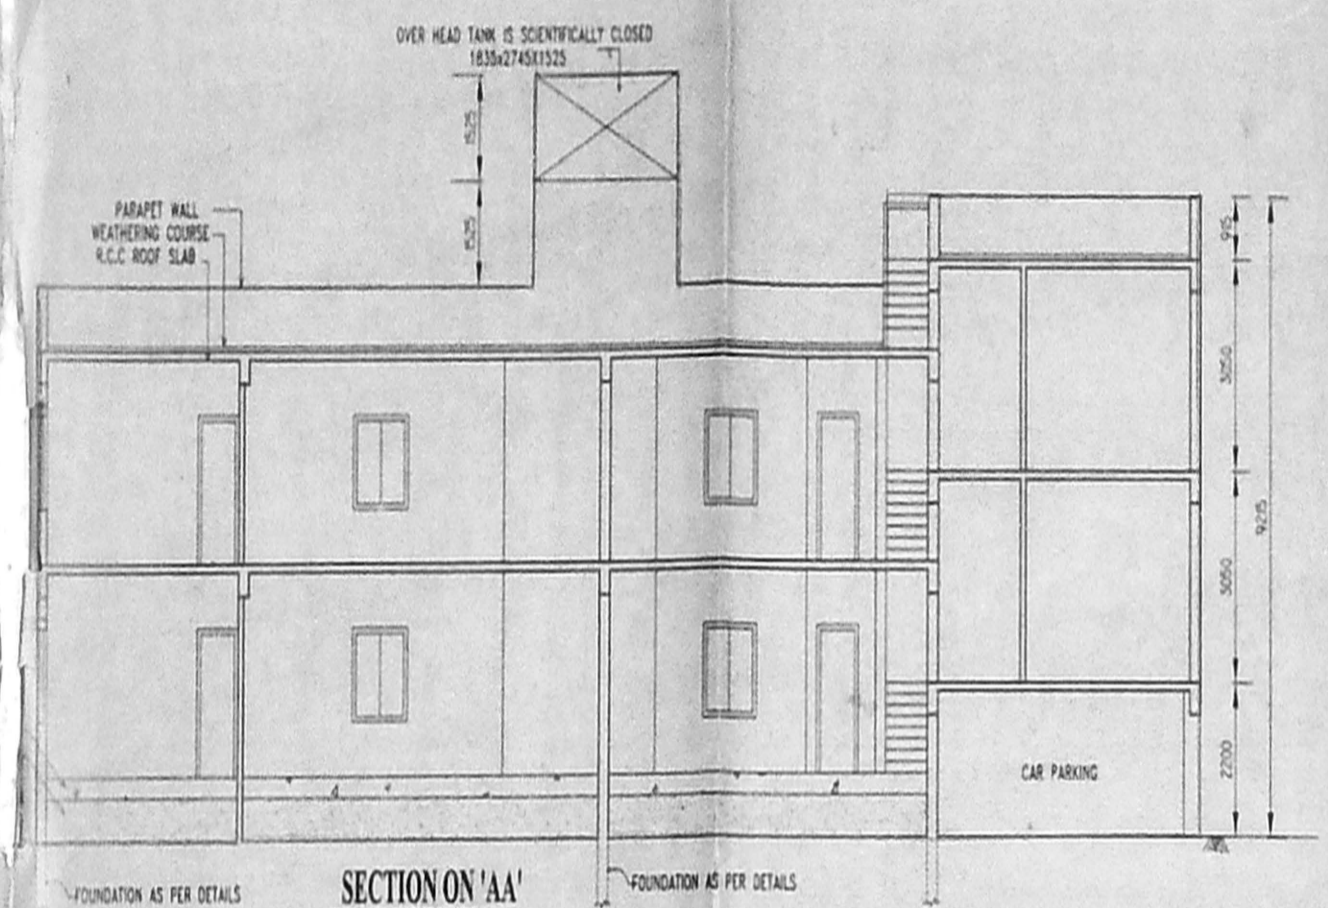 OVER HEAD TANK IS SCIENTIFICALLY CLOSED
1835x2745X1525
1525
1525
PARAPET WALL
WEATHERING COURSE
R.C.C ROOF SLAB
915
3050
3050
9215
2200
CAR PARKING
FOUNDATION AS PER DETAILS
SECTION ON 'AA'
FOUNDATION AS PER DETAILS